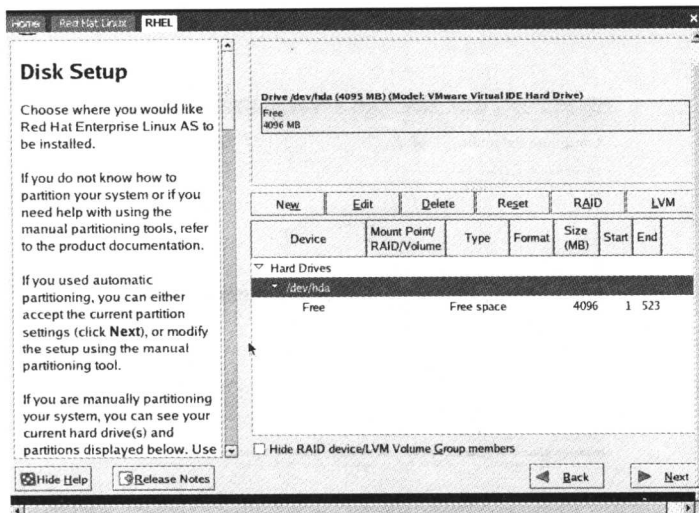 Home Red Hat Linux RHEL
Disk Setup
Choose where you would like
Red Hat Enterprise Linux AS to
be installed.
If you do not know how to
partition your system or if you
need help with using the
manual partitioning tools, refer
to the product documentation.
If you used automatic
partitioning, you can either
accept the current partition
settings (click Next), or modify
the setup using the manual
partitioning tool.
If you are manually partitioning
your system, you can see your
current hard drive(s) and
partitions displayed below. Use
Drive /dev/hda (4095 MB) (Model: VMware Virtual IDE Hard Drive)
Free
4096 MB
New Edit Delete Reset RAID LVM
Device Mount Point/ RAID/Volume Type Format Size (MB) Start End
Hard Drives
/dev/hda
Free Free space 4096 1 523
Hide RAID device/LVM Volume Group members
Hide Help Release Notes Back Next